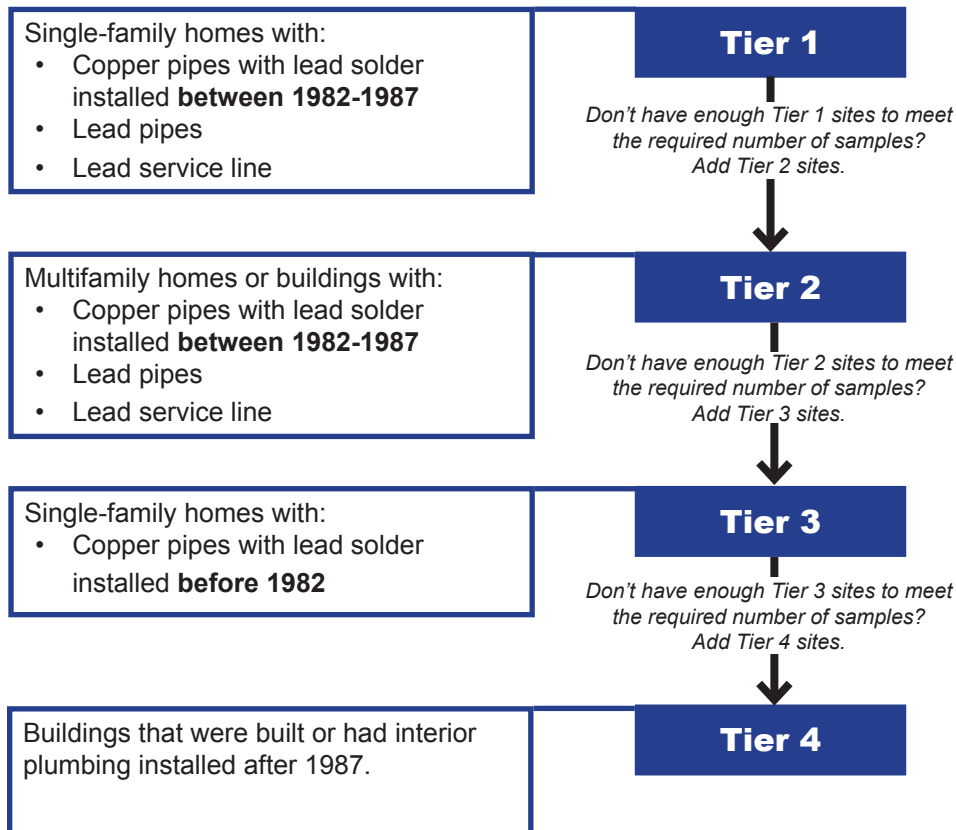 Single-family homes with:
• Copper pipes with lead solder
installed between 1982-1987
• Lead pipes
• Lead service line
Tier 1
Don't have enough Tier 1 sites to meet
the required number of samples?
Add Tier 2 sites.
Multifamily homes or buildings with:
• Copper pipes with lead solder
installed between 1982-1987
• Lead pipes
• Lead service line
Tier 2
Don't have enough Tier 2 sites to meet
the required number of samples?
Add Tier 3 sites.
Single-family homes with:
• Copper pipes with lead solder
installed before 1982
Tier 3
Don't have enough Tier 3 sites to meet
the required number of samples?
Add Tier 4 sites.
Buildings that were built or had interior
plumbing installed after 1987.
Tier 4